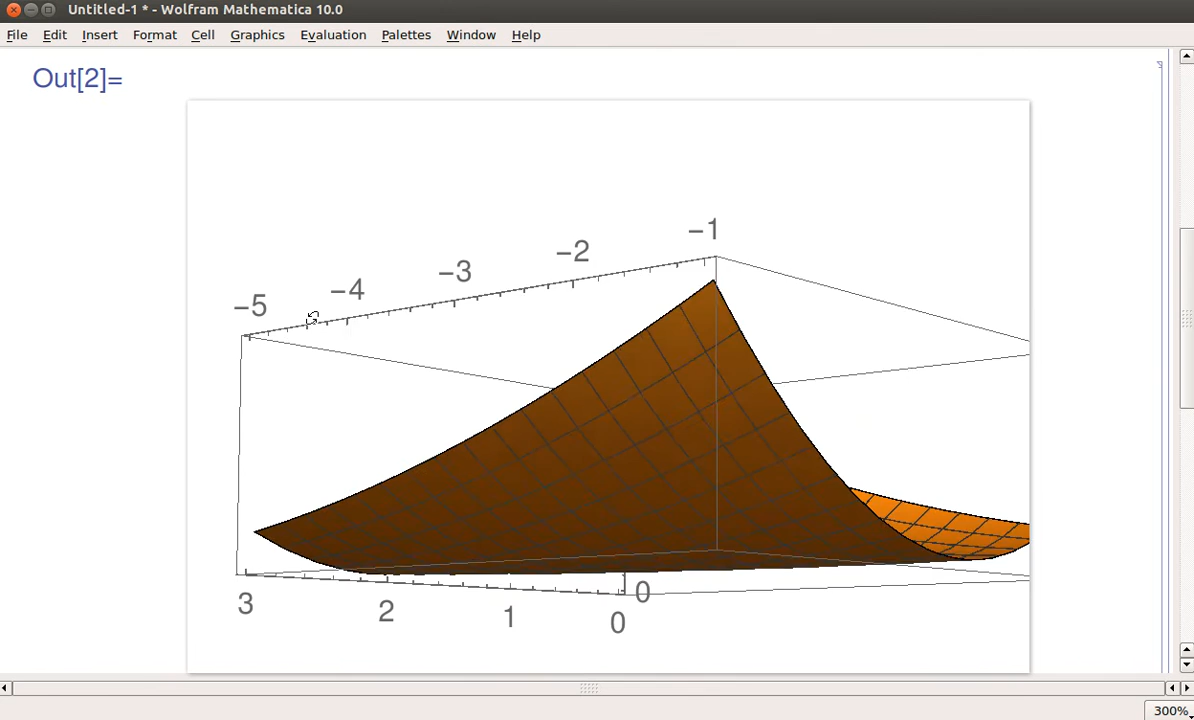 Untitled-1 * - Wolfram Mathematica 10.0
File Edit Insert Format Cell Graphics Evaluation Palettes Window Help
Out[2]=
−1
−2
−3
−4
−5
0
3 2 1 0
300%